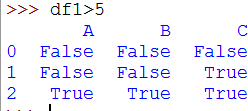 >>> df1>5
       A      B      C
0  False  False  False
1  False  False   True
2   True   True   True